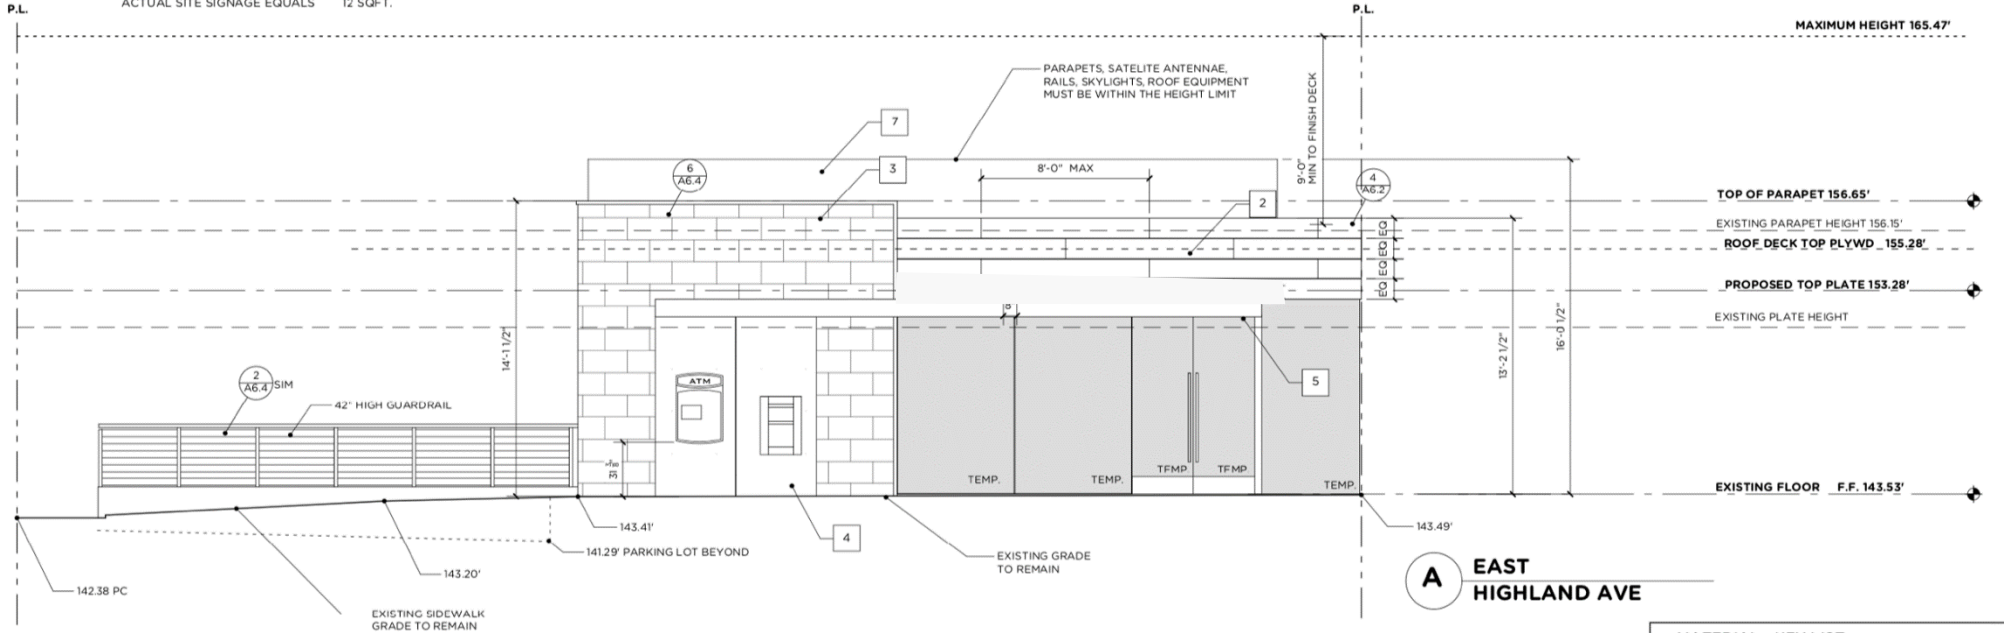 ACTUAL SITE SIGNAGE EQUALS 12 SQFT.
P.L.
P.L.
MAXIMUM HEIGHT 165.47'
PARAPETS, SATELITE ANTENNAE,
RAILS, SKYLIGHTS, ROOF EQUIPMENT
MUST BE WITHIN THE HEIGHT LIMIT
9'-0"
MIN TO FINISH DECK
7
6
A6.4
3
8'-0" MAX
4
A6.2
2
TOP OF PARAPET 156.65'
EXISTING PARAPET HEIGHT 156.15'
ROOF DECK TOP PLYWD 155.28'
EQ
EQ
EQ
EQ
PROPOSED TOP PLATE 153.28'
EXISTING PLATE HEIGHT
14'-1 1/2"
13'-2 1/2"
16'-0 1/2"
2
A6.4
SIM
42" HIGH GUARDRAIL
ATM
5
TEMP.
TEMP.
TEMP.
TEMP.
TEMP.
EXISTING FLOOR F.F. 143.53'
143.41'
141.29' PARKING LOT BEYOND
4
143.49'
EXISTING GRADE
TO REMAIN
143.20'
142.38 PC
EXISTING SIDEWALK
GRADE TO REMAIN
A
EAST
HIGHLAND AVE